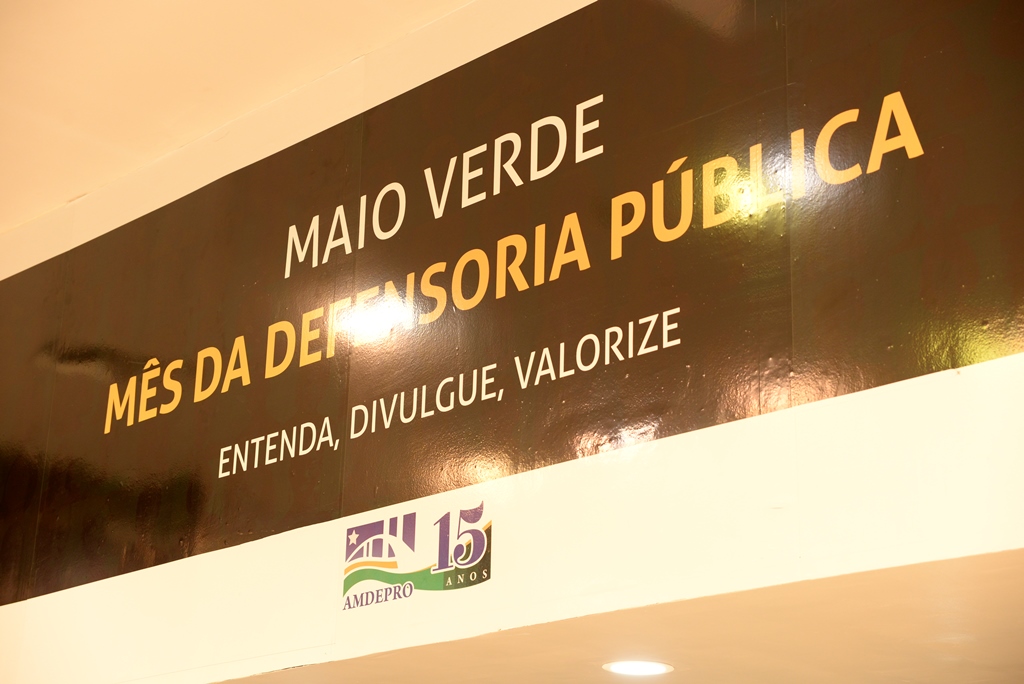 MAIO VERDE
MÊS DA DEFENSORIA PÚBLICA
ENTENDA, DIVULGUE, VALORIZE
15
ANOS
AMDEPRO